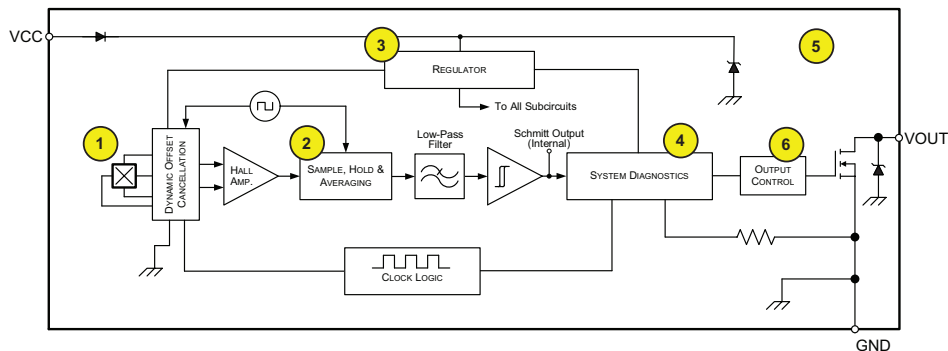 VCC
3
5
REGULATOR
To All Subcircuits
1
2
Low-Pass
Filter
Schmitt Output
(Internal)
4
6
VOUT
DYNAMIC OFFSET
CANCELLATION
HALL
AMP.
SAMPLE, HOLD &
AVERAGING
SYSTEM DIAGNOSTICS
OUTPUT
CONTROL
CLOCK LOGIC
GND